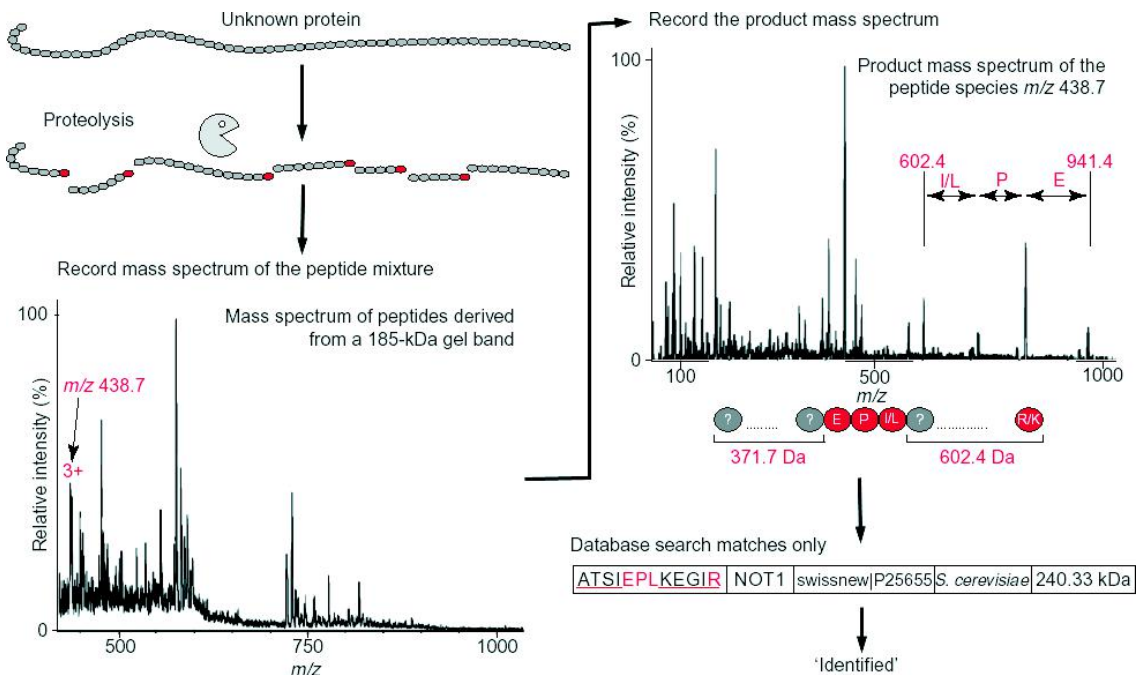 Unknown protein
Proteolysis
Record mass spectrum of the peptide mixture
100
Mass spectrum of peptides derived
from a 185-kDa gel band
Relative intensity (%)
m/z 438.7
3+
0
500
750
1000
m/z
Record the product mass spectrum
100
Product mass spectrum of the
peptide species m/z 438.7
Relative intensity (%)
602.4
941.4
I/L P E
0
100
500
1000
m/z
? ......... ? E P I/L ? .............. R/K
371.7 Da
602.4 Da
Database search matches only
ATSIEPLKEGIR NOT1 swissnew|P25655 S. cerevisiae 240.33 kDa
'Identified'